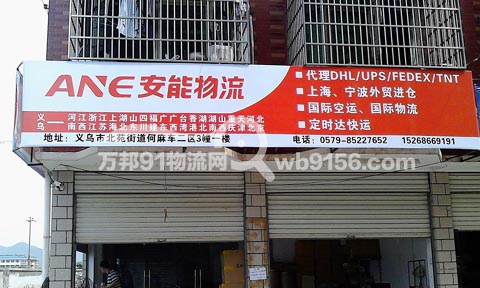 ANE安能物流
义 河江浙江上湖山四福广广台香湖湖山重天河北
乌 南西江苏海北东川建东西湾港北南西庆津北京
地址：义乌市北苑街道何麻车二区3幢一楼
■ 代理DHL/UPS/FEDEX/TNT
■ 上海、宁波外贸进仓
■ 国际空运、国际物流
■ 定时达快运
电话：0579-85227652 15268669191
万邦91物流网 wb9156.com